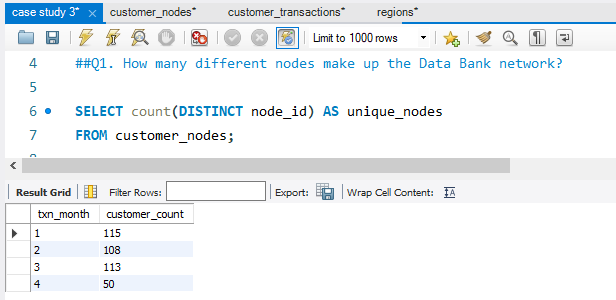 case study 3* × customer_nodes* customer_transactions* regions*
Limit to 1000 rows
4 ##Q1. How many different nodes make up the Data Bank network?
5
6 SELECT count(DISTINCT node_id) AS unique_nodes
7 FROM customer_nodes;
Result Grid Filter Rows: Export: Wrap Cell Content:
txn_month customer_count
1 115
2 108
3 113
4 50